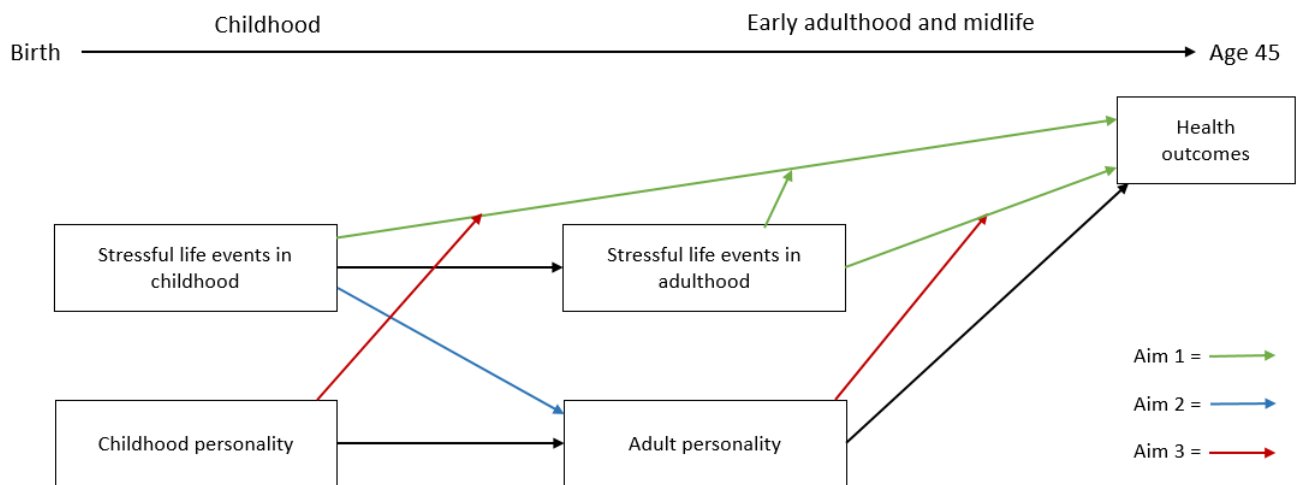 Childhood
Early adulthood and midlife
Birth
Age 45
Health
outcomes
Stressful life events in
childhood
Stressful life events in
adulthood
Aim 1 =
Aim 2 =
Childhood personality
Adult personality
Aim 3 =